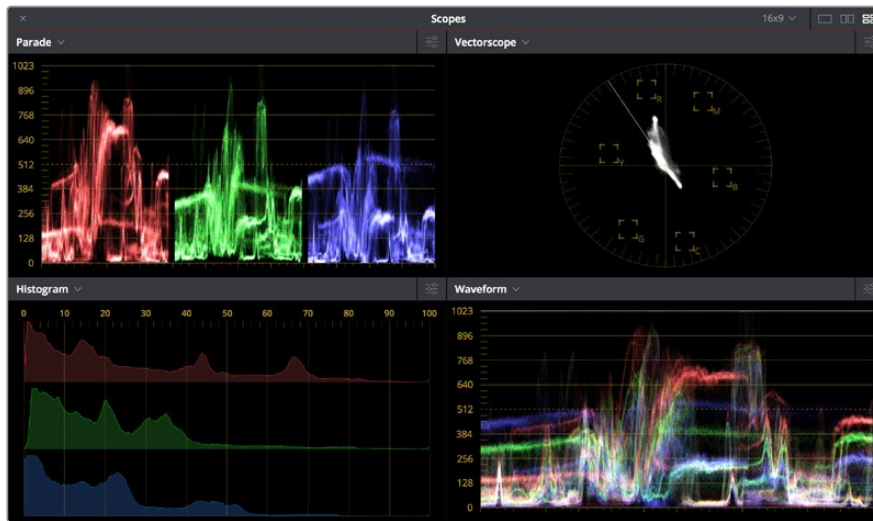 × Scopes 16x9
Parade
1023
896
768
640
512
384
256
128
0
Vectorscope
R
M
Y
B
G
C
Histogram
0 10 20 30 40 50 60 70 80 90 100
Waveform
1023
896
768
640
512
384
256
128
0